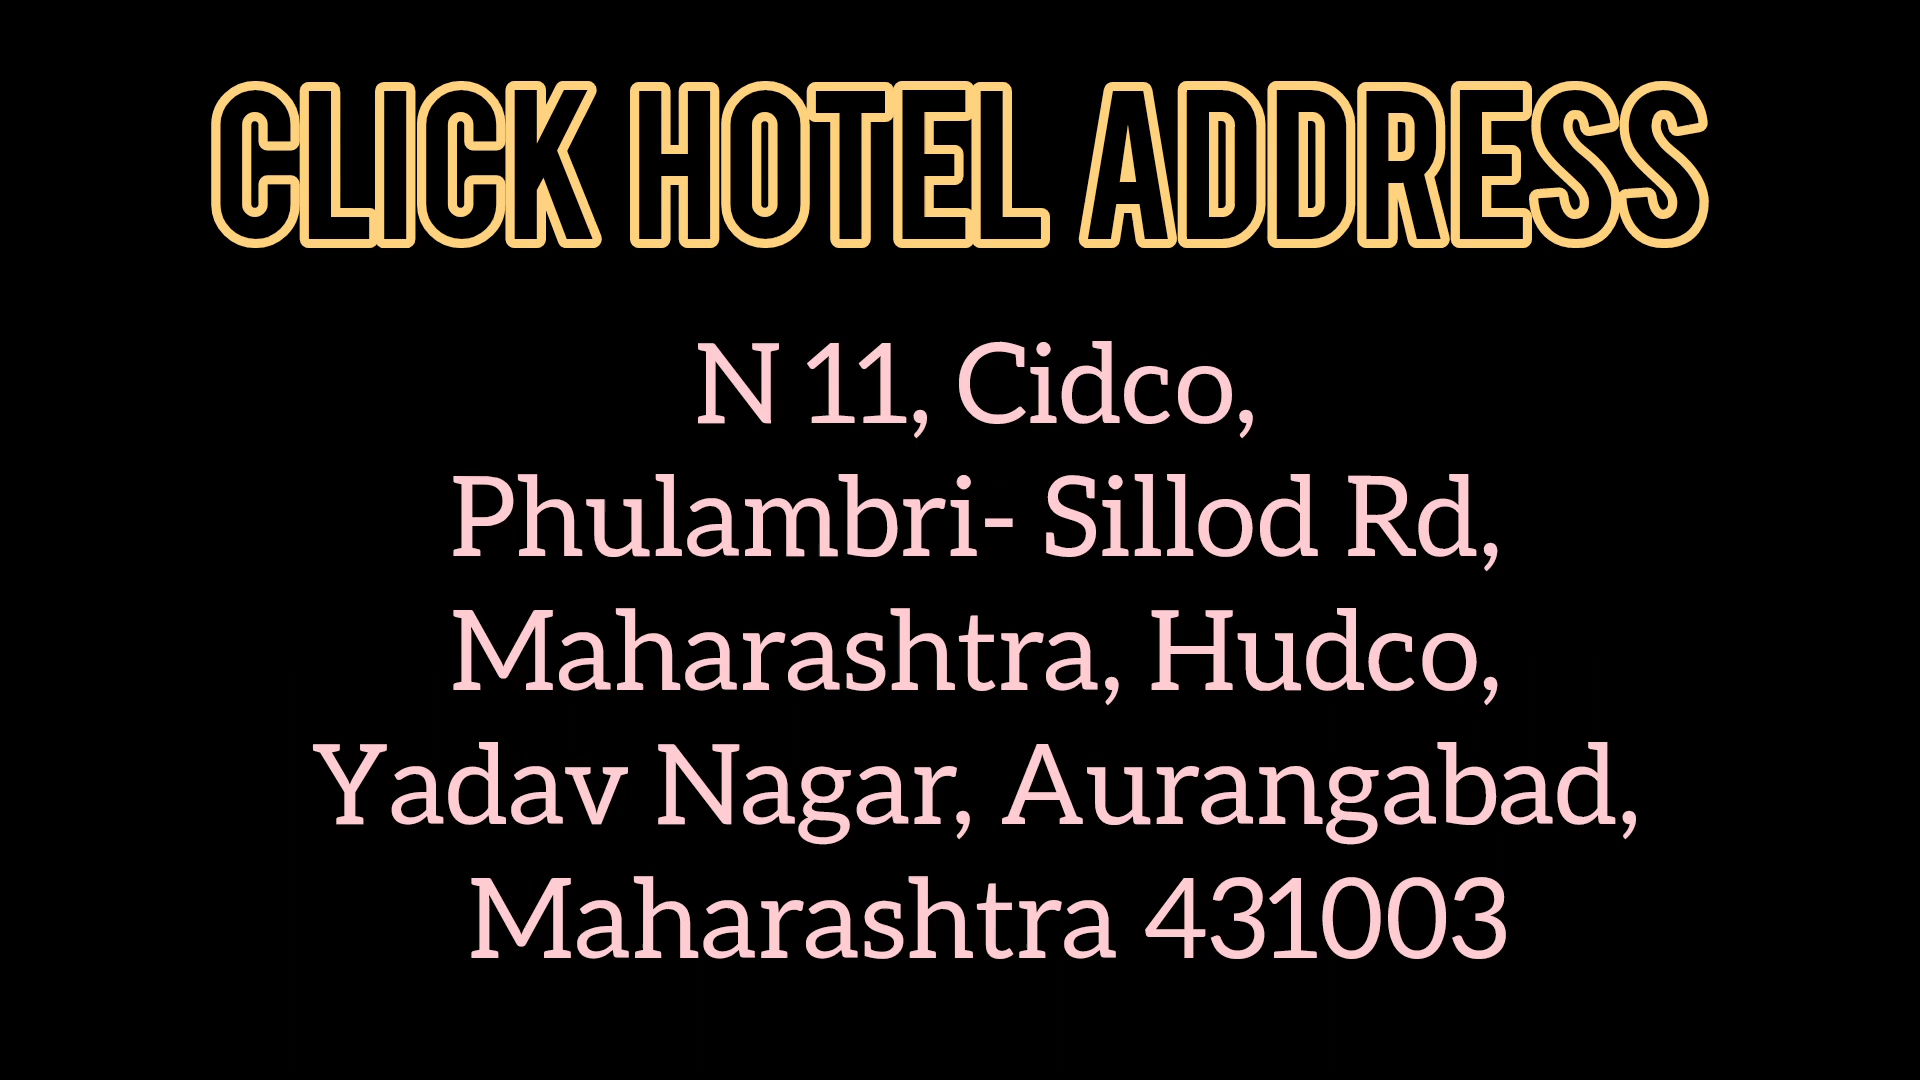 CLICK HOTEL ADDRESS
N 11, Cidco,
Phulambri- Sillod Rd,
Maharashtra, Hudco,
Yadav Nagar, Aurangabad,
Maharashtra 431003